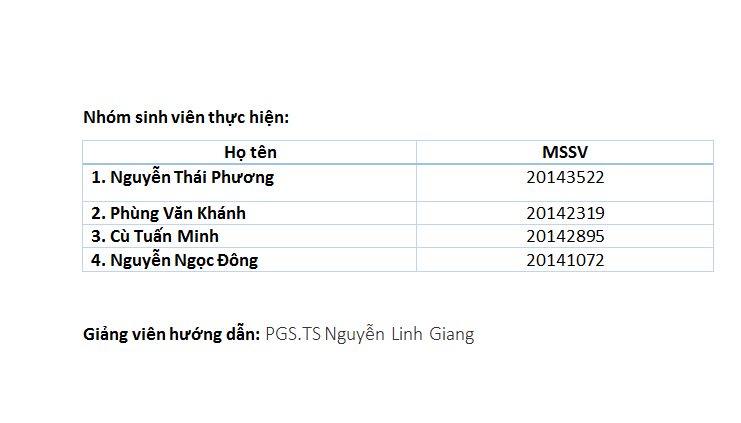 Nhóm sinh viên thực hiện:
Họ tên MSSV
1. Nguyễn Thái Phương 20143522
2. Phùng Văn Khánh 20142319
3. Cù Tuấn Minh 20142895
4. Nguyễn Ngọc Đông 20141072
Giảng viên hướng dẫn: PGS.TS Nguyễn Linh Giang